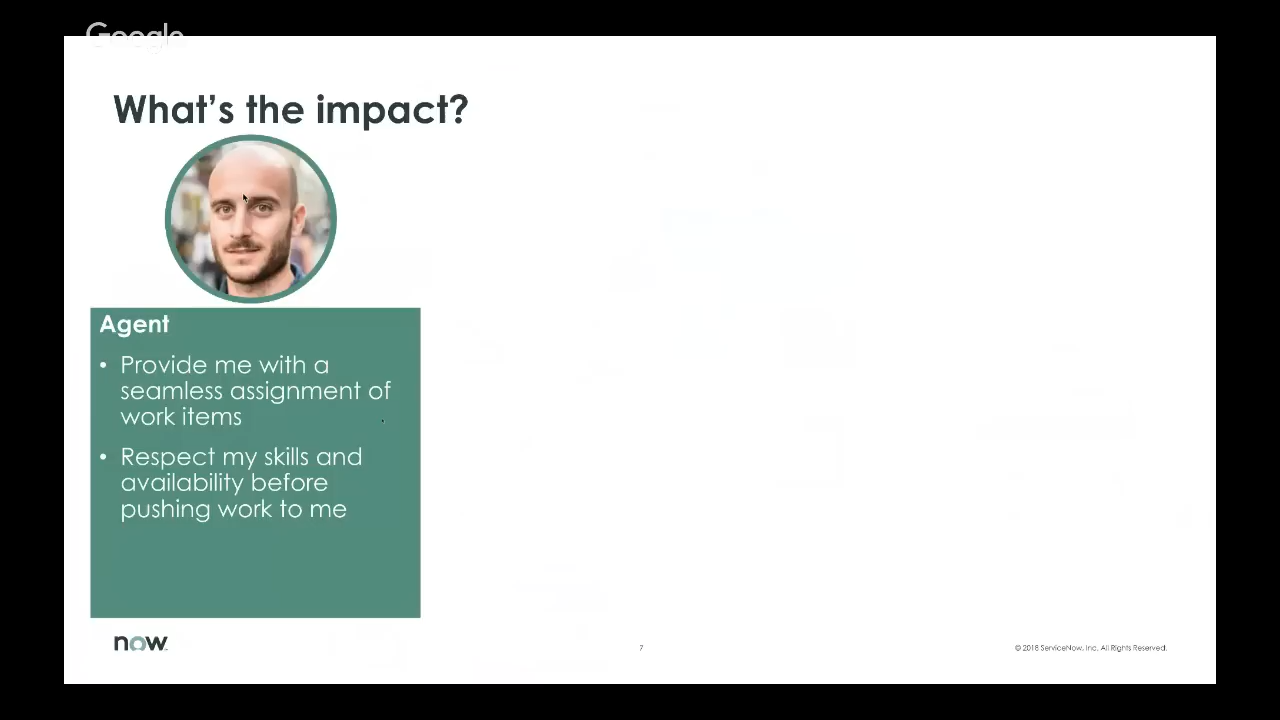 Google
What's the impact?
Agent
• Provide me with a
seamless assignment of
work items
• Respect my skills and
availability before
pushing work to me
now
7
© 2018 ServiceNow, Inc. All Rights Reserved.